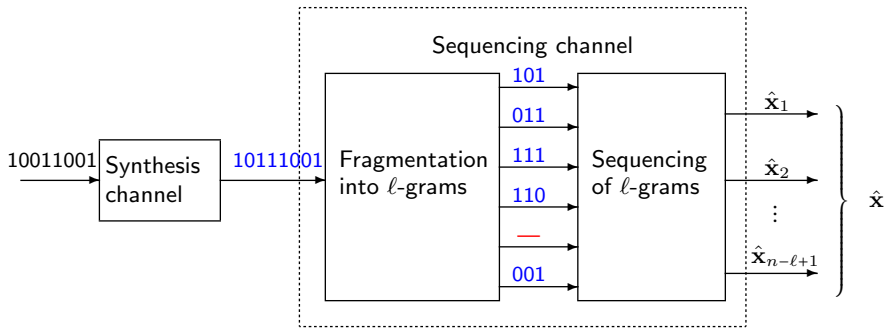 Sequencing channel
10011001
Synthesis
channel
10111001
Fragmentation
into ℓ-grams
101
011
111
110
—
001
Sequencing
of ℓ-grams
x̂₁
x̂₂
⋮
x̂ₙ₋ℓ₊₁
x̂